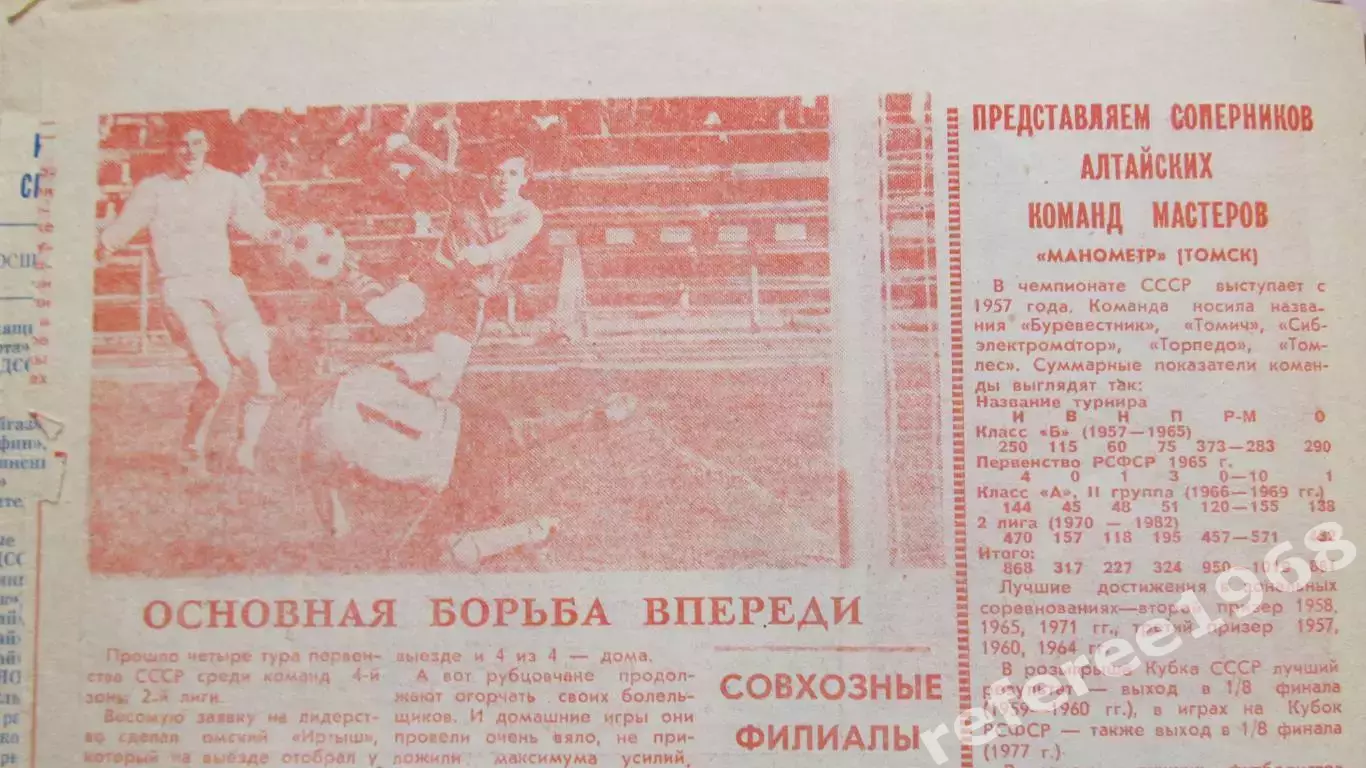 ОСНОВНАЯ БОРЬБА ВПЕРЕДИ
Прошло четыре тура первен-
ства СССР среди команд 4-й
зоны 2-й лиги.
Весомую заявку на лидерст-
во сделал омский «Иртыш»,
который на выезде отобрал у
выезде и 4 из 4 — дома.
А вот рубцовчане продол-
жают огорчать своих болель-
щиков. И домашние игры они
провели очень вяло, не при-
ложили максимума усилий,
СОВХОЗНЫЕ
ФИЛИАЛЫ
ПРЕДСТАВЛЯЕМ СОПЕРНИКОВ
АЛТАЙСКИХ
КОМАНД МАСТЕРОВ
«МАНОМЕТР» (ТОМСК)
В чемпионате СССР выступает с
1957 года. Команда носила назва-
ния «Буревестник», «Томич», «Сиб-
электромотор», «Торпедо», «Том-
лес». Суммарные показатели коман-
ды выглядят так:
Название турнира
И В Н П Р-М О
Класс «Б» (1957—1965)
250 115 60 75 373—283 290
Первенство РСФСР 1965 г.
4 0 1 3 0—10 1
Класс «А», II группа (1966—1969 гг.)
144 45 48 51 120—155 138
2 лига (1970 — 1982)
470 157 118 195 457—571
Итого:
868 317 227 324 950
Лучшие достижения в
соревнованиях—второй призер 1958,
1965, 1971 гг., третий призер 1957,
1960, 1964 гг.
В розыгрыше Кубка СССР лучший
результат — выход в 1/8 финала
(1959—1960 гг.), в играх на Кубок
РСФСР — также выход в 1/8 финала
(1977 г.)
referee1968